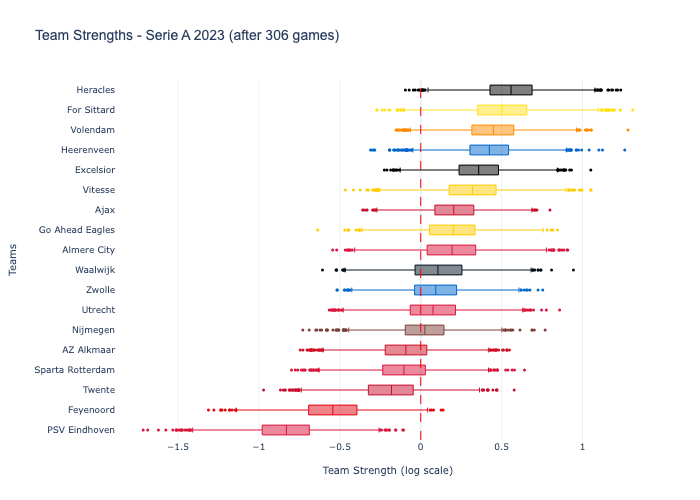 Team Strengths - Serie A 2023 (after 306 games)
Heracles
For Sittard
Volendam
Heerenveen
Excelsior
Vitesse
Ajax
Go Ahead Eagles
Almere City
Waalwijk
Zwolle
Utrecht
Nijmegen
AZ Alkmaar
Sparta Rotterdam
Twente
Feyenoord
PSV Eindhoven
Teams
−1.5 −1 −0.5 0 0.5 1
Team Strength (log scale)